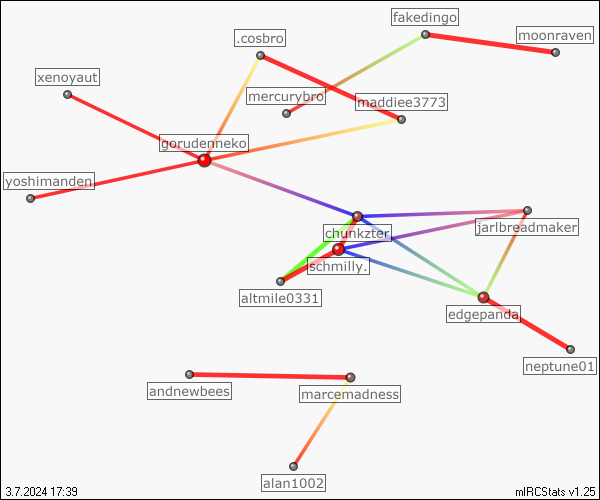 fakedingo
moonraven
.cosbro
xenoyaut
mercurybro
maddiee3773
gorudenneko
yoshimanden
chunkzter
jarlbreadmaker
schmilly.
altmile0331
edgepanda
neptune01
andnewbees
marcemadness
alan1002
3.7.2024 17:39
mIRCStats v1.25